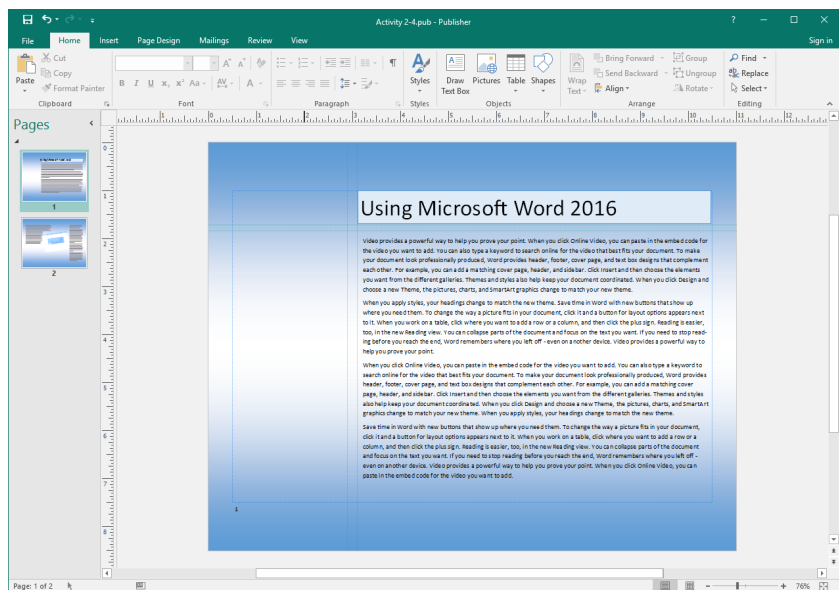 Activity 2-4.pub - Publisher
?
File Home Insert Page Design Mailings Review View Sign in
Paste
Cut
Copy
Format Painter
Clipboard
B I U x₂ x² Aa AV A
Font
Paragraph
Styles
Styles
Draw Text Box
Pictures
Table
Shapes
Objects
Wrap Text
Bring Forward
Send Backward
Align
Group
Ungroup
Rotate
Arrange
Find
Replace
Select
Editing
Pages
1
2
Using Microsoft Word 2016
Video provides a powerful way to help you prove your point. When you click Online Video, you can paste in the embed code for
the video you want to add. You can also type a keyword to search online for the video that best fits your document. To make
your document look professionally produced, Word provides header, footer, cover page, and text box designs that complement
each other. For example, you can add a matching cover page, header, and sidebar. Click Insert and then choose the elements
you want from the different galleries. Themes and styles also help keep your document coordinated. When you click Design and
choose a new Theme, the pictures, charts, and SmartArt graphics change to match your new theme.
When you apply styles, your headings change to match the new theme. Save time in Word with new buttons that show up
where you need them. To change the way a picture fits in your document, click it and a button for layout options appears next
to it. When you work on a table, click where you want to add a row or a column, and then click the plus sign. Reading is easier,
too, in the new Reading view. You can collapse parts of the document and focus on the text you want. If you need to stop read-
ing before you reach the end, Word remembers where you left off - even on another device. Video provides a powerful way to
help you prove your point.
When you click Online Video, you can paste in the embed code for the video you want to add. You can also type a keyword to
search online for the video that best fits your document. To make your document look professionally produced, Word provides
header, footer, cover page, and text box designs that complement each other. For example, you can add a matching cover
page, header, and sidebar. Click Insert and then choose the elements you want from the different galleries. Themes and styles
also help keep your document coordinated. When you click Design and choose a new Theme, the pictures, charts, and SmartArt
graphics change to match your new theme. When you apply styles, your headings change to match the new theme.
Save time in Word with new buttons that show up where you need them. To change the way a picture fits in your document,
click it and a button for layout options appears next to it. When you work on a table, click where you want to add a row or a
column, and then click the plus sign. Reading is easier, too, in the new Reading view. You can collapse parts of the document
and focus on the text you want. If you need to stop reading before you reach the end, Word remembers where you left off -
even on another device. Video provides a powerful way to help you prove your point. When you click Online Video, you can
paste in the embed code for the video you want to add.
1
Page: 1 of 2
76%